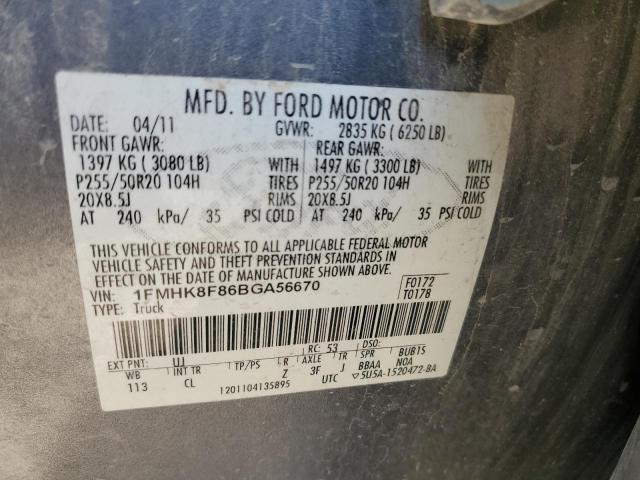 MFD. BY FORD MOTOR CO.
DATE: 04/11 GVWR: 2835 KG ( 6250 LB)
FRONT GAWR: REAR GAWR:
1397 KG ( 3080 LB) WITH 1497 KG ( 3300 LB) WITH
P255/50R20 104H TIRES P255/50R20 104H TIRES
20X8.5J RIMS 20X8.5J RIMS
AT 240 kPa/ 35 PSI COLD AT 240 kPa/ 35 PSI COLD
THIS VEHICLE CONFORMS TO ALL APPLICABLE FEDERAL MOTOR
VEHICLE SAFETY AND THEFT PREVENTION STANDARDS IN
EFFECT ON THE DATE OF MANUFACTURE SHOWN ABOVE.
VIN: 1FMHK8F86BGA56670 F0172
TYPE: Truck T0178
EXT PNT: UJ RC: 53 DSO:
WB INT TR TP/PS R AXLE TR SPR BUB1S
113 CL Z 3F J BBAA NOA
1201104135895 UTC ▽5U5A-1520472-BA